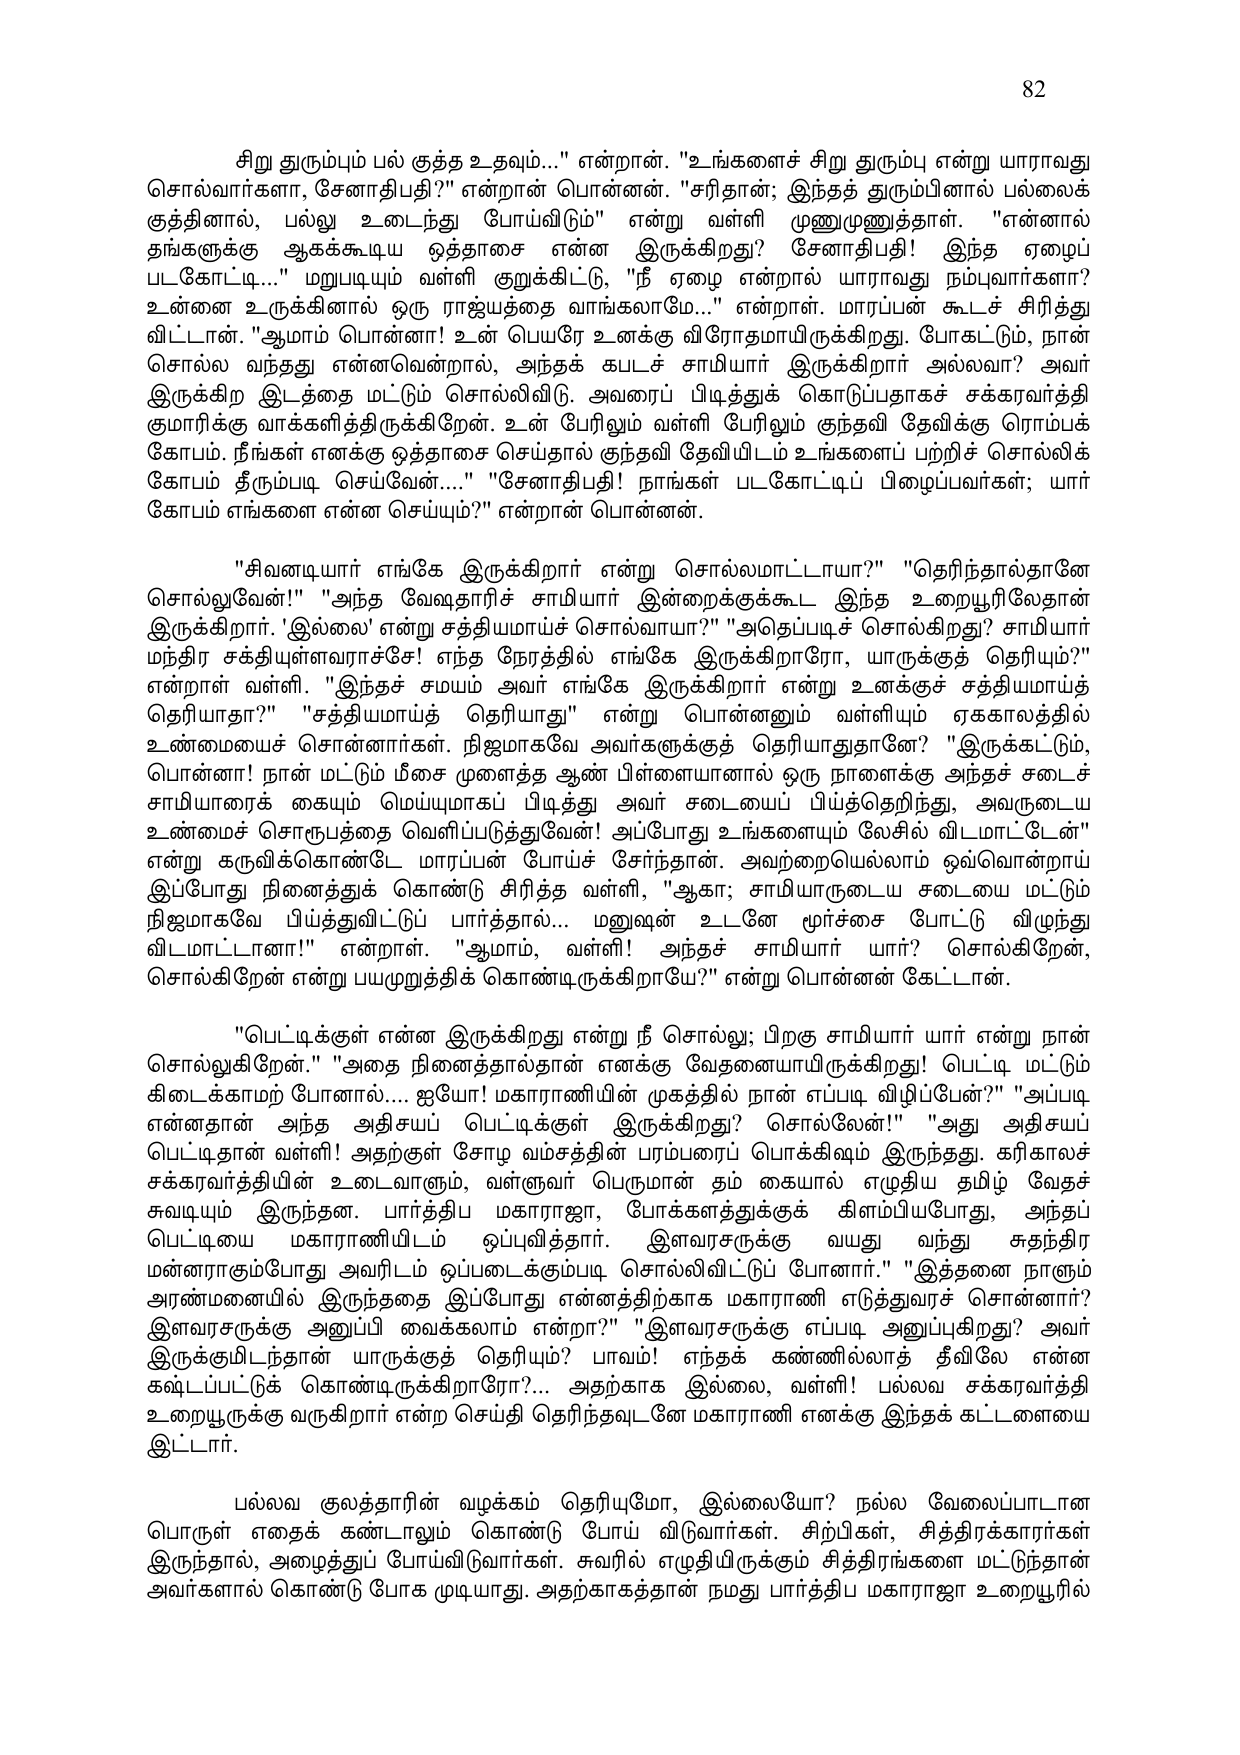 82
சிறு துரும்பும் பல் குத்த உதவும்..." என்றான். "உங்களைச் சிறு துரும்பு என்று யாராவது
சொல்வார்களா, சேனாதிபதி?" என்றான் பொன்னன். "சரிதான்; இந்தத் துரும்பினால் பல்லைக்
குத்தினால், பல்லு உடைந்து போய்விடும்" என்று வள்ளி முணுமுணுத்தாள். "என்னால்
தங்களுக்கு ஆகக்கூடிய ஒத்தாசை என்ன இருக்கிறது? சேனாதிபதி! இந்த ஏழைப்
படகோட்டி..." மறுபடியும் வள்ளி குறுக்கிட்டு, "நீ ஏழை என்றால் யாராவது நம்புவார்களா?
உன்னை உருக்கினால் ஒரு ராஜ்யத்தை வாங்கலாமே..." என்றாள். மாரப்பன் கூடச் சிரித்து
விட்டான். "ஆமாம் பொன்னா! உன் பெயரே உனக்கு விரோதமாயிருக்கிறது. போகட்டும், நான்
சொல்ல வந்தது என்னவென்றால், அந்தக் கபடச் சாமியார் இருக்கிறார் அல்லவா? அவர்
இருக்கிற இடத்தை மட்டும் சொல்லிவிடு. அவரைப் பிடித்துக் கொடுப்பதாகச் சக்கரவர்த்தி
குமாரிக்கு வாக்களித்திருக்கிறேன். உன் பேரிலும் வள்ளி பேரிலும் குந்தவி தேவிக்கு ரொம்பக்
கோபம். நீங்கள் எனக்கு ஒத்தாசை செய்தால் குந்தவி தேவியிடம் உங்களைப் பற்றிச் சொல்லிக்
கோபம் தீரும்படி செய்வேன்...." "சேனாதிபதி! நாங்கள் படகோட்டிப் பிழைப்பவர்கள்; யார்
கோபம் எங்களை என்ன செய்யும்?" என்றான் பொன்னன்.
"சிவனடியார் எங்கே இருக்கிறார் என்று சொல்லமாட்டாயா?" "தெரிந்தால்தானே
சொல்லுவேன்!" "அந்த வேஷதாரிச் சாமியார் இன்றைக்குக்கூட இந்த உறையூரிலேதான்
இருக்கிறார். 'இல்லை' என்று சத்தியமாய்ச் சொல்வாயா?" "அதெப்படிச் சொல்கிறது? சாமியார்
மந்திர சக்தியுள்ளவராச்சே! எந்த நேரத்தில் எங்கே இருக்கிறாரோ, யாருக்குத் தெரியும்?"
என்றாள் வள்ளி. "இந்தச் சமயம் அவர் எங்கே இருக்கிறார் என்று உனக்குச் சத்தியமாய்த்
தெரியாதா?" "சத்தியமாய்த் தெரியாது" என்று பொன்னனும் வள்ளியும் ஏககாலத்தில்
உண்மையைச் சொன்னார்கள். நிஜமாகவே அவர்களுக்குத் தெரியாதுதானே? "இருக்கட்டும்,
பொன்னா! நான் மட்டும் மீசை முளைத்த ஆண் பிள்ளையானால் ஒரு நாளைக்கு அந்தச் சடைச்
சாமியாரைக் கையும் மெய்யுமாகப் பிடித்து அவர் சடையைப் பிய்த்தெறிந்து, அவருடைய
உண்மைச் சொரூபத்தை வெளிப்படுத்துவேன்! அப்போது உங்களையும் லேசில் விடமாட்டேன்"
என்று கருவிக்கொண்டே மாரப்பன் போய்ச் சேர்ந்தான். அவற்றையெல்லாம் ஒவ்வொன்றாய்
இப்போது நினைத்துக் கொண்டு சிரித்த வள்ளி, "ஆகா; சாமியாருடைய சடையை மட்டும்
நிஜமாகவே பிய்த்துவிட்டுப் பார்த்தால்... மனுஷன் உடனே மூர்ச்சை போட்டு விழுந்து
விடமாட்டானா!" என்றாள். "ஆமாம், வள்ளி! அந்தச் சாமியார் யார்? சொல்கிறேன்,
சொல்கிறேன் என்று பயமுறுத்திக் கொண்டிருக்கிறாயே?" என்று பொன்னன் கேட்டான்.
"பெட்டிக்குள் என்ன இருக்கிறது என்று நீ சொல்லு; பிறகு சாமியார் யார் என்று நான்
சொல்லுகிறேன்." "அதை நினைத்தால்தான் எனக்கு வேதனையாயிருக்கிறது! பெட்டி மட்டும்
கிடைக்காமற் போனால்.... ஐயோ! மகாராணியின் முகத்தில் நான் எப்படி விழிப்பேன்?" "அப்படி
என்னதான் அந்த அதிசயப் பெட்டிக்குள் இருக்கிறது? சொல்லேன்!" "அது அதிசயப்
பெட்டிதான் வள்ளி! அதற்குள் சோழ வம்சத்தின் பரம்பரைப் பொக்கிஷம் இருந்தது. கரிகாலச்
சக்கரவர்த்தியின் உடைவாளும், வள்ளுவர் பெருமான் தம் கையால் எழுதிய தமிழ் வேதச்
சுவடியும் இருந்தன. பார்த்திப மகாராஜா, போக்களத்துக்குக் கிளம்பியபோது, அந்தப்
பெட்டியை மகாராணியிடம் ஒப்புவித்தார். இளவரசருக்கு வயது வந்து சுதந்திர
மன்னராகும்போது அவரிடம் ஒப்படைக்கும்படி சொல்லிவிட்டுப் போனார்." "இத்தனை நாளும்
அரண்மனையில் இருந்ததை இப்போது என்னத்திற்காக மகாராணி எடுத்துவரச் சொன்னார்?
இளவரசருக்கு அனுப்பி வைக்கலாம் என்றா?" "இளவரசருக்கு எப்படி அனுப்புகிறது? அவர்
இருக்குமிடந்தான் யாருக்குத் தெரியும்? பாவம்! எந்தக் கண்ணில்லாத் தீவிலே என்ன
கஷ்டப்பட்டுக் கொண்டிருக்கிறாரோ?... அதற்காக இல்லை, வள்ளி! பல்லவ சக்கரவர்த்தி
உறையூருக்கு வருகிறார் என்ற செய்தி தெரிந்தவுடனே மகாராணி எனக்கு இந்தக் கட்டளையை
இட்டார்.
பல்லவ குலத்தாரின் வழக்கம் தெரியுமோ, இல்லையோ? நல்ல வேலைப்பாடான
பொருள் எதைக் கண்டாலும் கொண்டு போய் விடுவார்கள். சிற்பிகள், சித்திரக்காரர்கள்
இருந்தால், அழைத்துப் போய்விடுவார்கள். சுவரில் எழுதியிருக்கும் சித்திரங்களை மட்டுந்தான்
அவர்களால் கொண்டு போக முடியாது. அதற்காகத்தான் நமது பார்த்திப மகாராஜா உறையூரில்